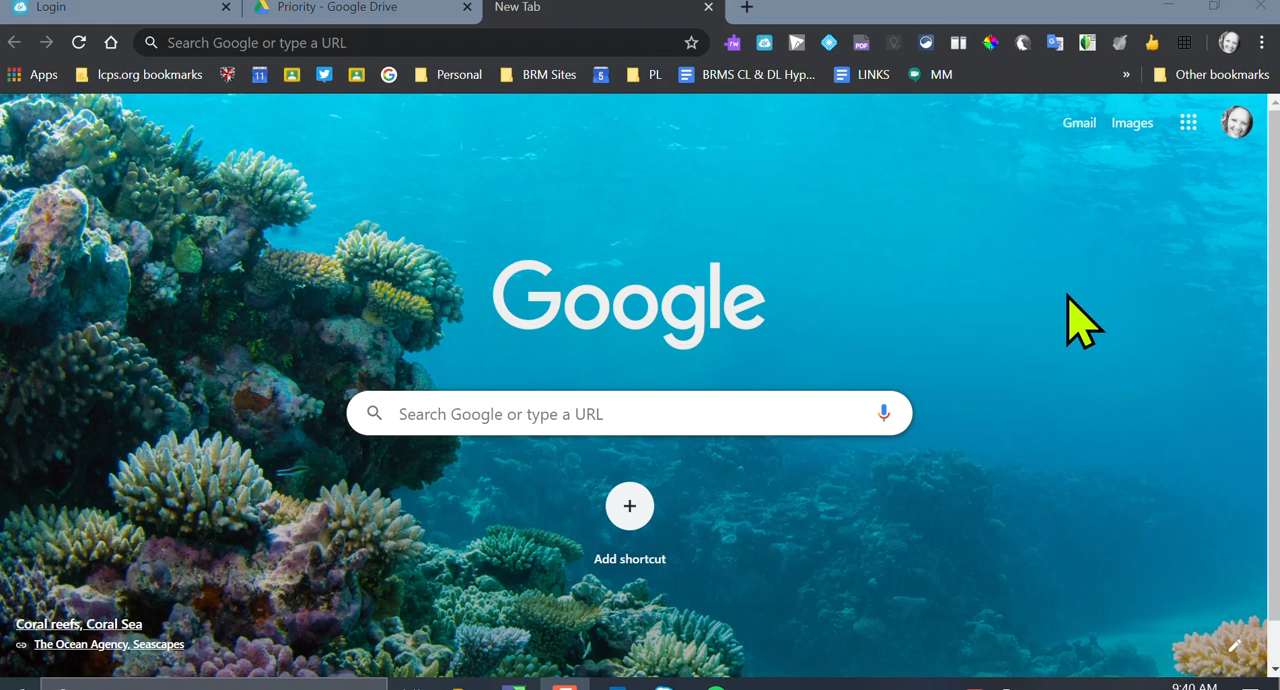 Login
Priority - Google Drive
New Tab
Search Google or type a URL
rw
PDF
Apps
lcps.org bookmarks
11
Personal
BRM Sites
5
PL
BRMS CL & DL Hyp...
LINKS
MM
»
Other bookmarks
Gmail
Images
Google
Search Google or type a URL
Add shortcut
Coral reefs, Coral Sea
The Ocean Agency, Seascapes
9:40 AM